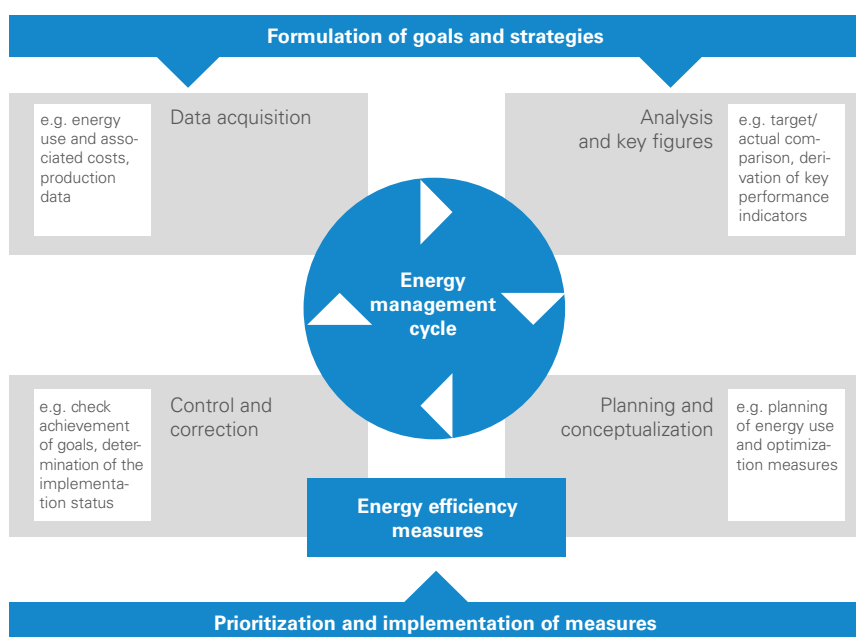 Formulation of goals and strategies
e.g. energy
use and asso-
ciated costs,
production
data
Data acquisition
Analysis
and key figures
e.g. target/
actual com-
parison, deri-
vation of key
performance
indicators
Energy
management
cycle
e.g. check
achievement
of goals, deter-
mination of the
implementa-
tion status
Control and
correction
Planning and
conceptualization
e.g. planning
of energy use
and optimiza-
tion measures
Energy efficiency
measures
Prioritization and implementation of measures